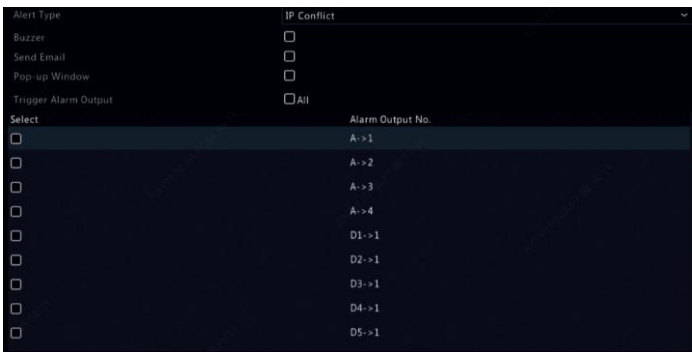 Alert Type IP Conflict
Buzzer
Send Email
Pop-up Window
Trigger Alarm Output All
Select Alarm Output No.
A->1
A->2
A->3
A->4
D1->1
D2->1
D3->1
D4->1
D5->1